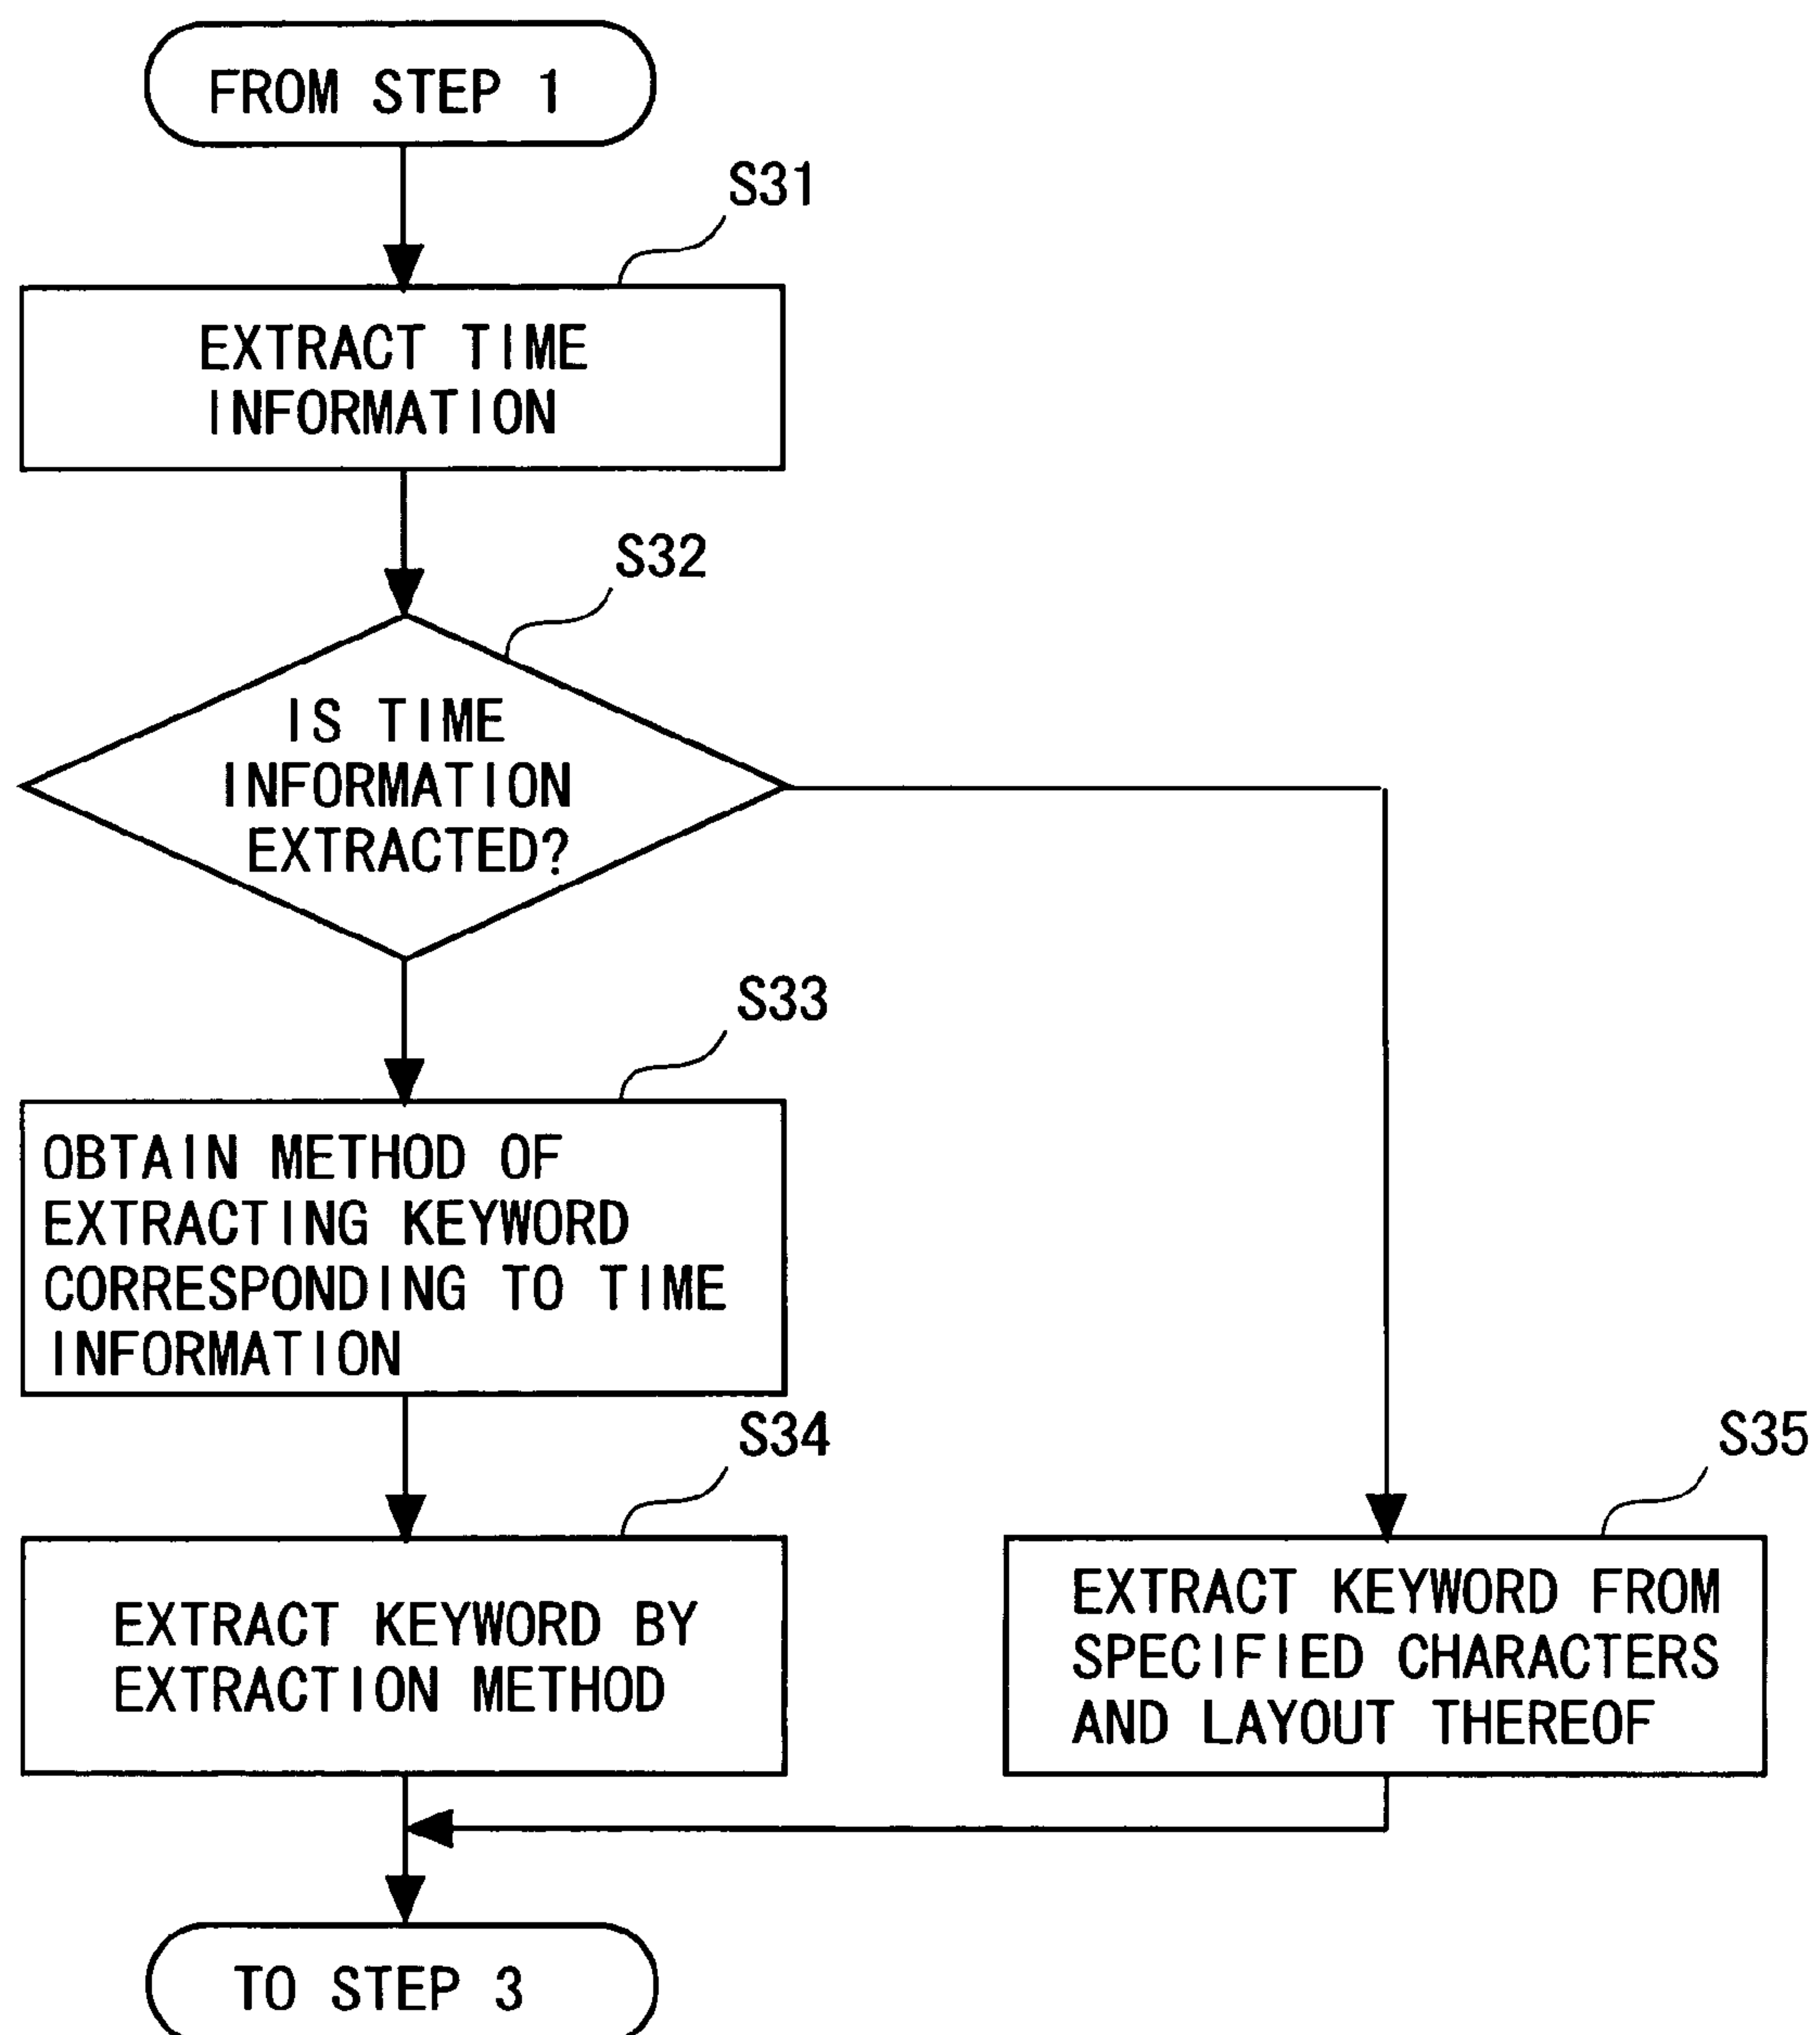 FROM STEP 1
S31
EXTRACT TIME
INFORMATION
S32
IS TIME
INFORMATION
EXTRACTED?
S33
OBTAIN METHOD OF
EXTRACTING KEYWORD
CORRESPONDING TO TIME
INFORMATION
S34
EXTRACT KEYWORD BY
EXTRACTION METHOD
S35
EXTRACT KEYWORD FROM
SPECIFIED CHARACTERS
AND LAYOUT THEREOF
TO STEP 3